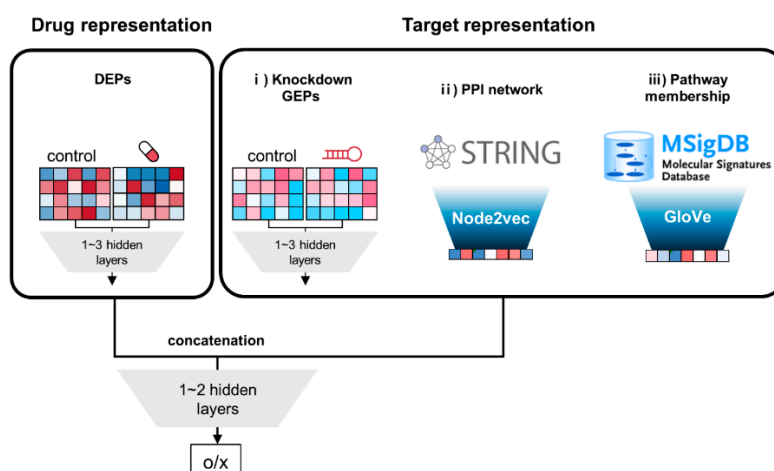 Drug representation
Target representation
DEPs
control
1~3 hidden
layers
i ) Knockdown
GEPs
control
1~3 hidden
layers
ii ) PPI network
STRING
Node2vec
iii) Pathway
membership
MSigDB
Molecular Signatures
Database
GloVe
concatenation
1~2 hidden
layers
o/x